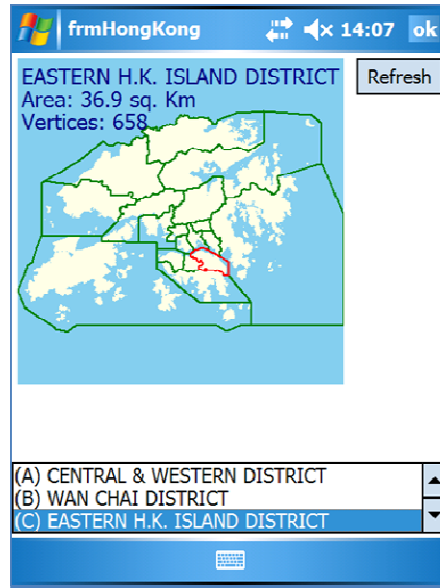 frmHongKong 14:07 ok
EASTERN H.K. ISLAND DISTRICT Refresh
Area: 36.9 sq. Km
Vertices: 658
(A) CENTRAL & WESTERN DISTRICT
(B) WAN CHAI DISTRICT
(C) EASTERN H.K. ISLAND DISTRICT